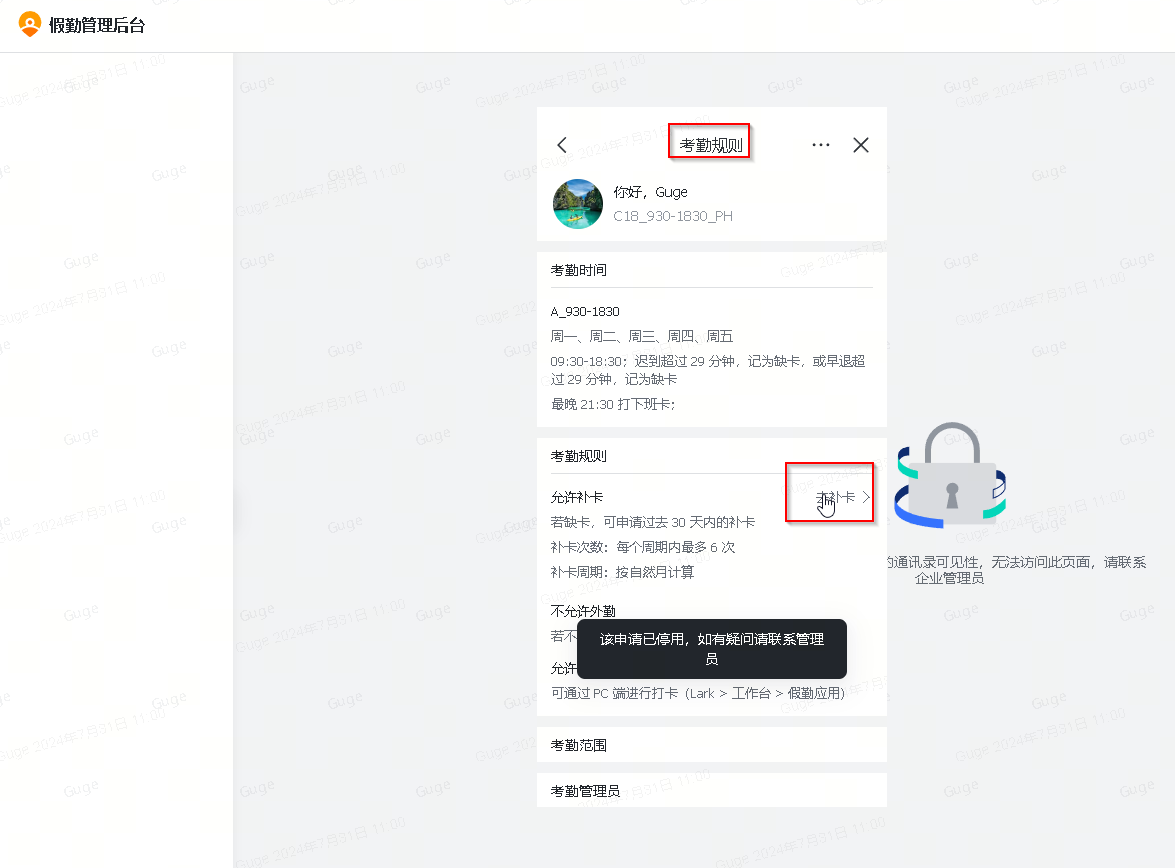 假勤管理后台
考勤规则
你好，Guge
C18_930-1830_PH
考勤时间
A_930-1830
周一、周二、周三、周四、周五
09:30-18:30；迟到超过 29 分钟，记为缺卡，或早退超
过 29 分钟，记为缺卡
最晚 21:30 打下班卡；
考勤规则
允许补卡
补卡
若缺卡，可申请过去 30 天内的补卡
补卡次数：每个周期内最多 6 次
补卡周期：按自然月计算
的通讯录可见性，无法访问此页面，请联系
企业管理员
不允许外勤
若不
该申请已停用，如有疑问请联系管理
员
允许
可通过 PC 端进行打卡（Lark > 工作台 > 假勤应用）
考勤范围
考勤管理员
Guge 2024年7月31日 11:00
Guge